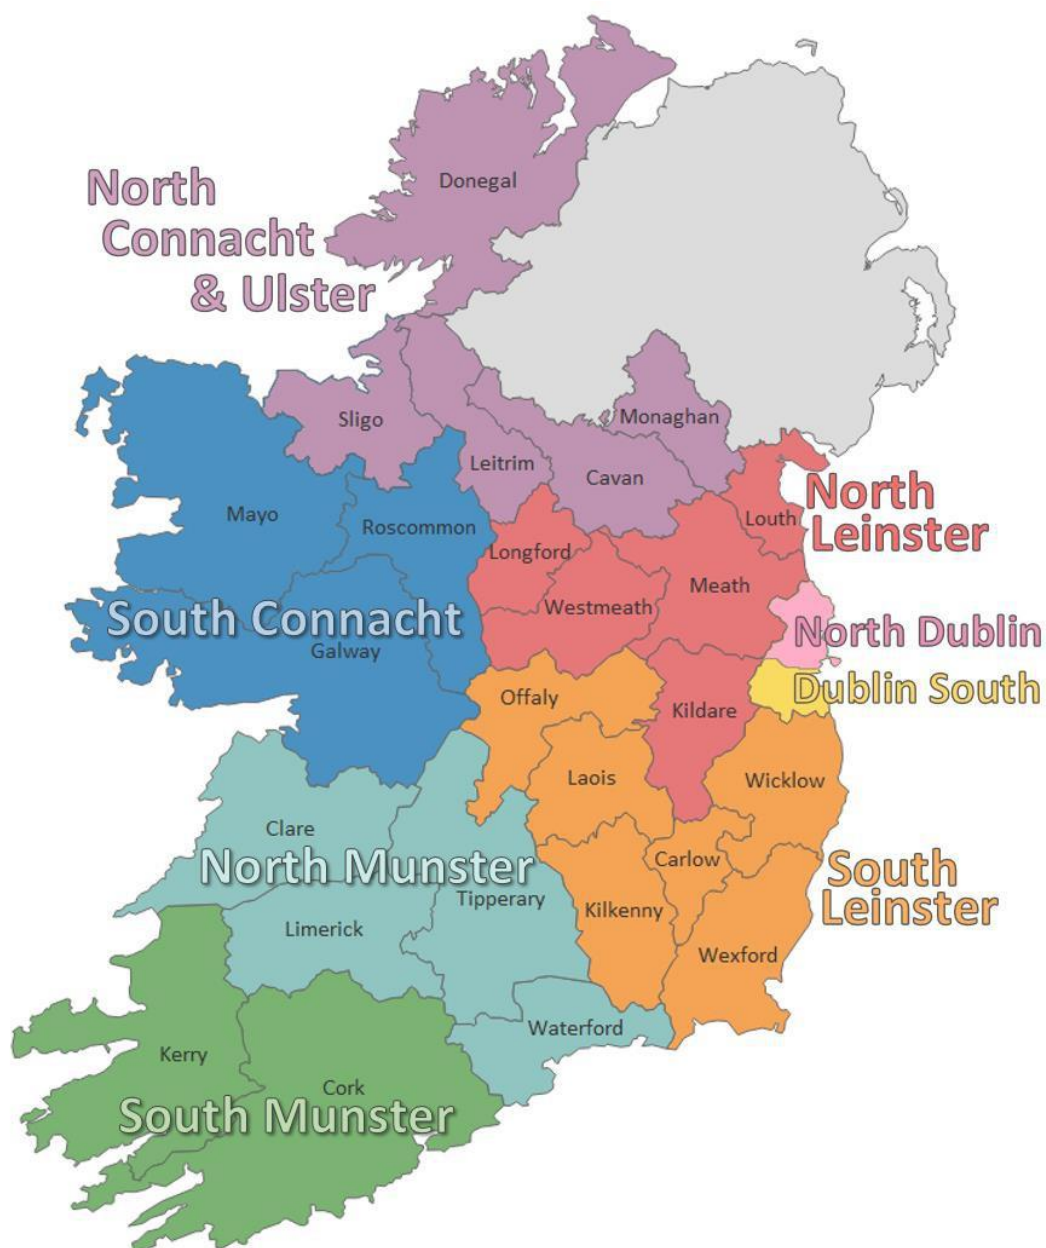 Donegal
North
Connacht
& Ulster
Monaghan
Sligo
Leitrim
Cavan
North
Leinster
Mayo
Roscommon
Louth
Longford
Meath
Westmeath
South Connacht
North Dublin
Galway
Dublin South
Offaly
Kildare
Laois
Wicklow
Clare
North Munster
Carlow
South
Leinster
Tipperary
Kilkenny
Limerick
Wexford
Waterford
Kerry
Cork
South Munster